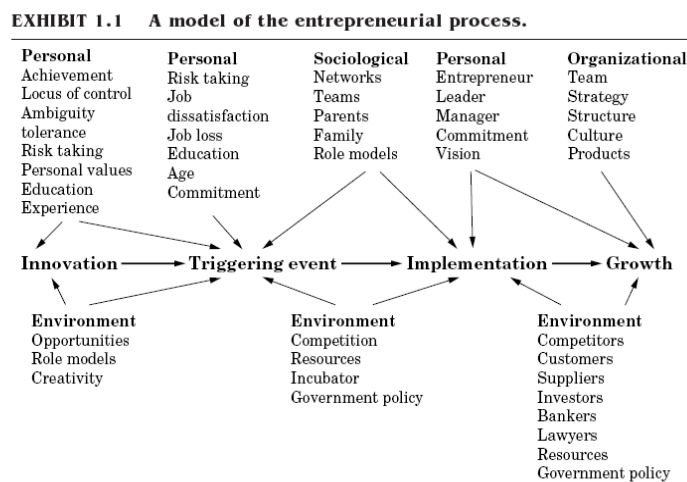 EXHIBIT 1.1 A model of the entrepreneurial process.
Personal
Achievement
Locus of control
Ambiguity
tolerance
Risk taking
Personal values
Education
Experience
Personal
Risk taking
Job
dissatisfaction
Job loss
Education
Age
Commitment
Sociological
Networks
Teams
Parents
Family
Role models
Personal
Entrepreneur
Leader
Manager
Commitment
Vision
Organizational
Team
Strategy
Structure
Culture
Products
Innovation Triggering event Implementation Growth
Environment
Opportunities
Role models
Creativity
Environment
Competition
Resources
Incubator
Government policy
Environment
Competitors
Customers
Suppliers
Investors
Bankers
Lawyers
Resources
Government policy